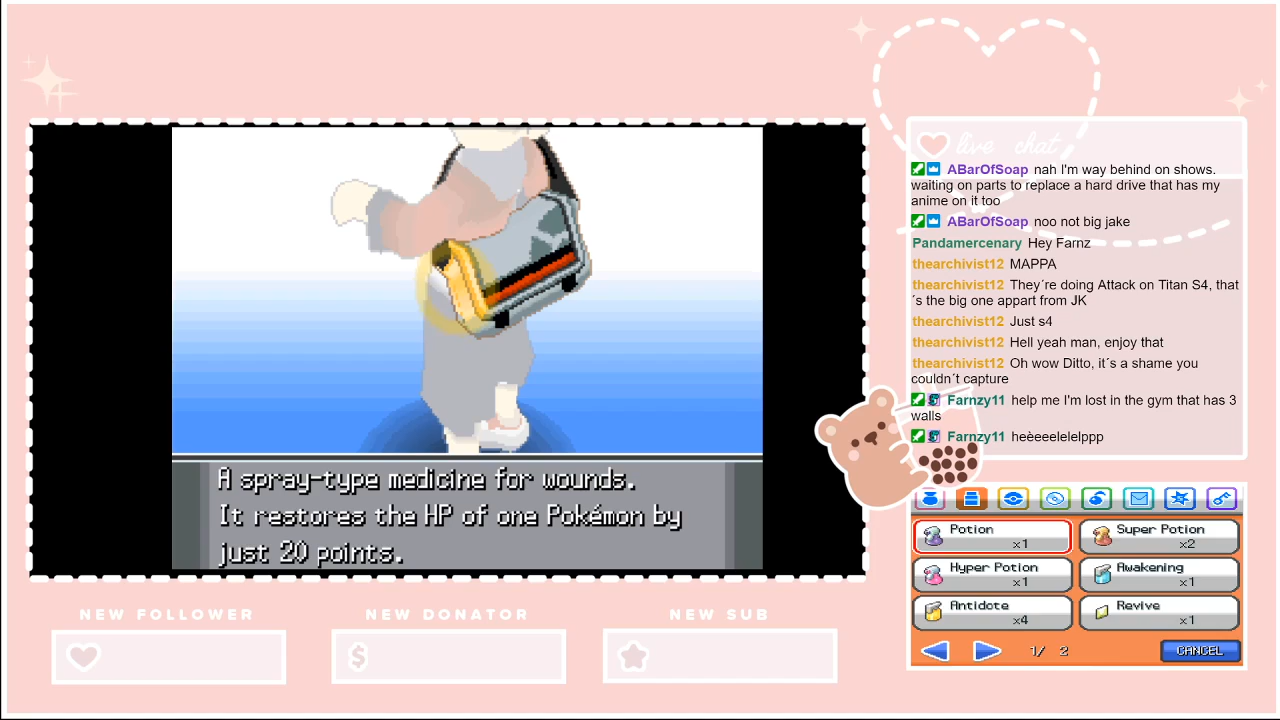 live chat
ABarOfSoap nah I'm way behind on shows.
waiting on parts to replace a hard drive that has my
anime on it too
ABarOfSoap noo not big jake
Pandamercenary Hey Farnz
thearchivist12 MAPPA
thearchivist12 They´re doing Attack on Titan S4, that
´s the big one appart from JK
thearchivist12 Just s4
thearchivist12 Hell yeah man, enjoy that
thearchivist12 Oh wow Ditto, it´s a shame you
couldn´t capture
Farnzy11 help me I'm lost in the gym that has 3
walls
Farnzy11 heèeeelelelppp
A spray-type medicine for wounds.
It restores the HP of one Pokémon by
just 20 points.
Potion
x1
Super Potion
x2
Hyper Potion
x1
Awakening
x1
Antidote
x4
Revive
x1
1/ 2
CANCEL
NEW FOLLOWER
NEW DONATOR
NEW SUB
$